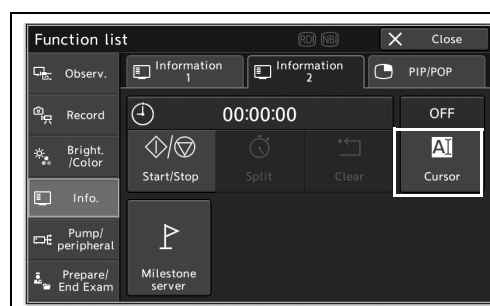 Function list
RDI NBI
X Close
Observ.
Information
1
Information
2
PIP/POP
Record
00:00:00
OFF
Bright.
/Color
Start/Stop
Split
Clear
A
Cursor
Info.
Pump/
peripheral
Milestone
server
Prepare/
End Exam